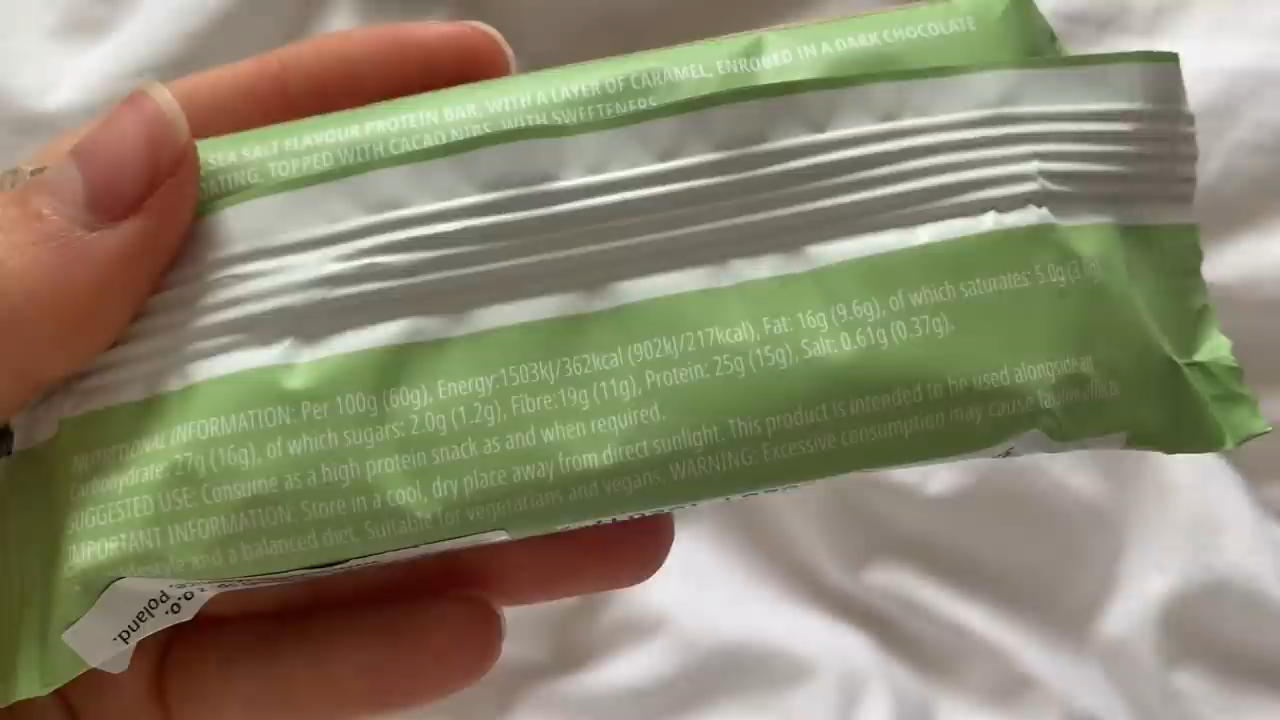 SEA SALT FLAVOUR PROTEIN BAR, WITH A LAYER OF CARAMEL, ENROBED IN A DARK CHOCOLATE
TOPPED WITH CACAO NIBS, WITH SWEETENERS
NUTRITIONAL INFORMATION: Per 100g (60g), Energy:1503kJ/362kcal (902kJ/217kcal), Fat: 16g (9.6g), of which saturates: 5.0g
Carbohydrate: 27g (16g), of which sugars: 2.0g (1.2g), Fibre:19g (11g), Protein: 25g (15g), Salt: 0.61g (0.37g).
SUGGESTED USE: Consume as a high protein snack as and when required.
IMPORTANT INFORMATION: Store in a cool, dry place away from direct sunlight. This product is intended to be used alongside an
and a balanced diet. Suitable for vegetarians and vegans. WARNING: Excessive consumption may cause laxative effects
o.o.
Poland.